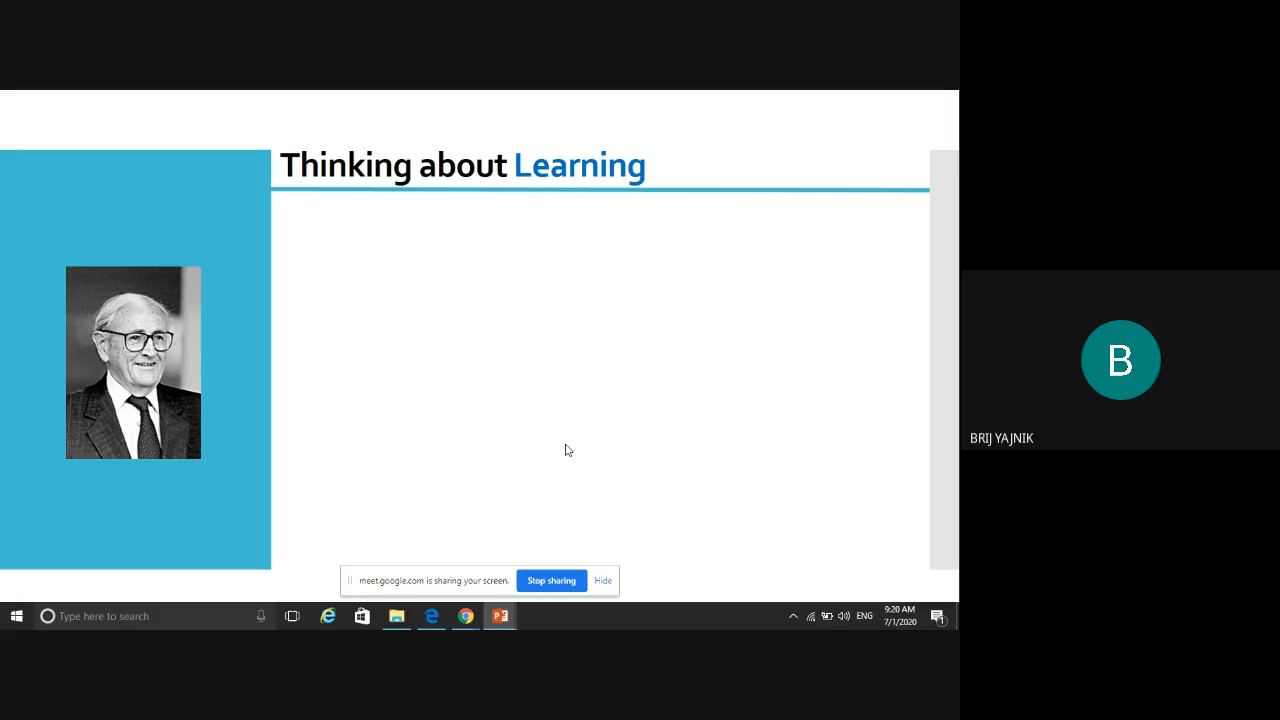 Thinking about Learning
B
BRIJ YAJNIK
meet.google.com is sharing your screen. Stop sharing Hide
Type here to search
ENG
9:20 AM
7/1/2020
1